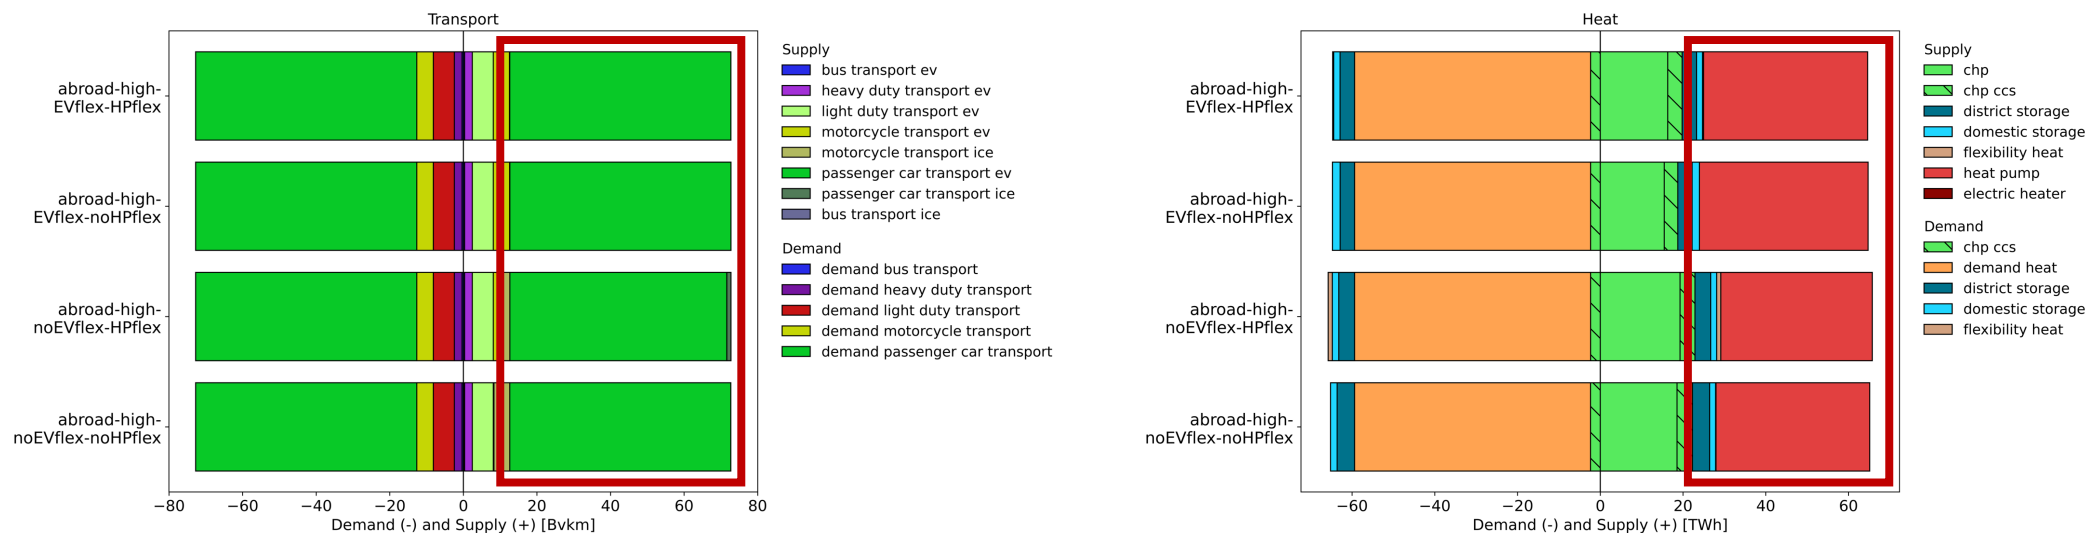 Transport
abroad-high-
EVflex-HPflex
abroad-high-
EVflex-noHPflex
abroad-high-
noEVflex-HPflex
abroad-high-
noEVflex-noHPflex
−80 −60 −40 −20 0 20 40 60 80
Demand (-) and Supply (+) [Bvkm]
Supply
bus transport ev
heavy duty transport ev
light duty transport ev
motorcycle transport ev
motorcycle transport ice
passenger car transport ev
passenger car transport ice
bus transport ice
Demand
demand bus transport
demand heavy duty transport
demand light duty transport
demand motorcycle transport
demand passenger car transport
Heat
abroad-high-
EVflex-HPflex
abroad-high-
EVflex-noHPflex
abroad-high-
noEVflex-HPflex
abroad-high-
noEVflex-noHPflex
−60 −40 −20 0 20 40 60
Demand (-) and Supply (+) [TWh]
Supply
chp
chp ccs
district storage
domestic storage
flexibility heat
heat pump
electric heater
Demand
chp ccs
demand heat
district storage
domestic storage
flexibility heat